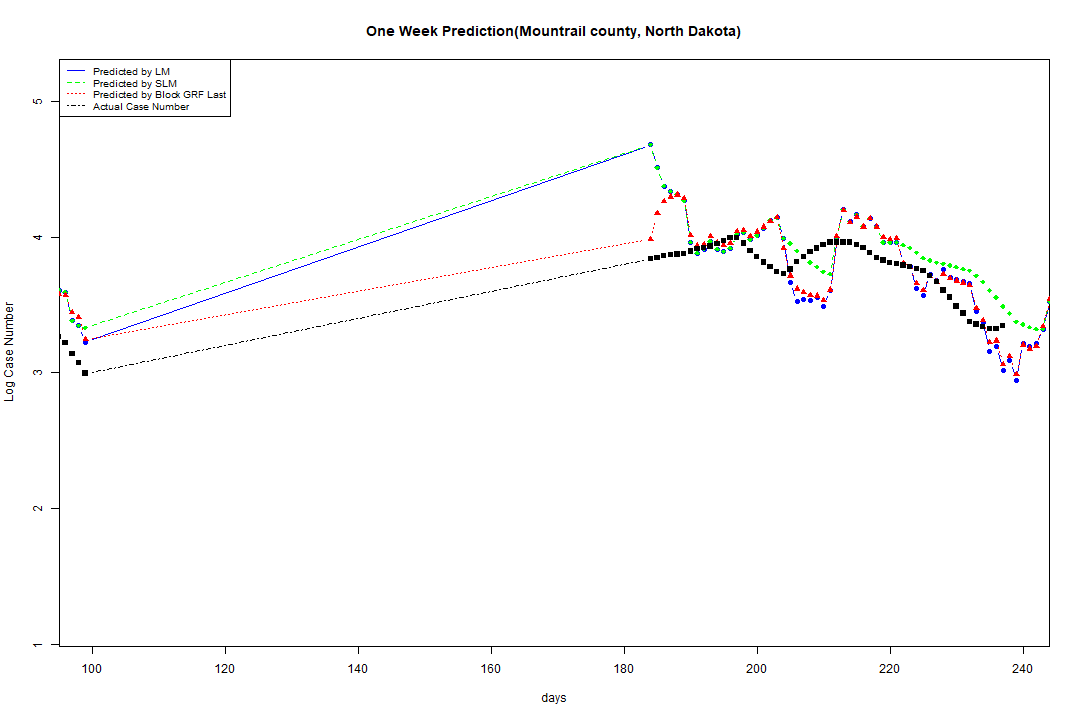 One Week Prediction(Mountrail county, North Dakota)
Predicted by LM
Predicted by SLM
Predicted by Block GRF Last
Actual Case Number
5
4
3
2
1
Log Case Number
100 120 140 160 180 200 220 240
days